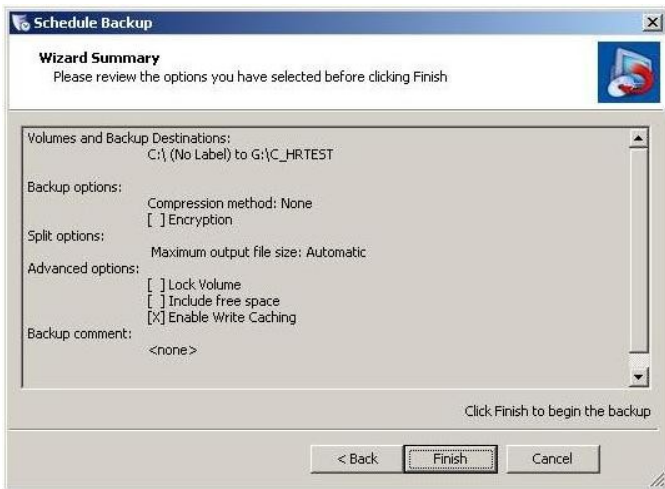 Schedule Backup
Wizard Summary
Please review the options you have selected before clicking Finish
Volumes and Backup Destinations:
C:\ (No Label) to G:\C_HRTEST
Backup options:
Compression method: None
[ ] Encryption
Split options:
Maximum output file size: Automatic
Advanced options:
[ ] Lock Volume
[ ] Include free space
[X] Enable Write Caching
Backup comment:
<none>
Click Finish to begin the backup
< Back
Finish
Cancel